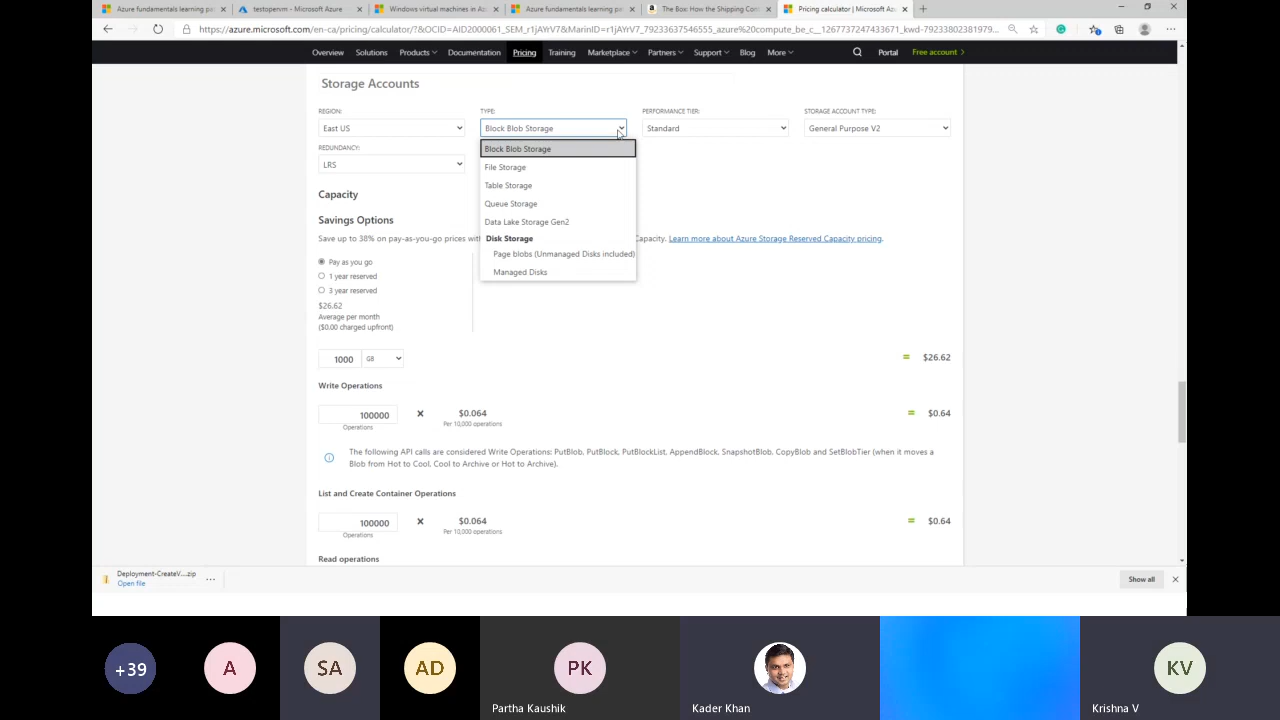 Azure fundamentals learning pa
testopenm - Microsoft Azure
Windows virtual machines in Az
Azure fundamentals learning pa
The Box: How the Shipping Cont
Pricing calculator | Microsoft Az
https://azure.microsoft.com/en-ca/pricing/calculator/?&OCID=AID2000061_SEM_r1jAYrV7&MarinID=r1jAYrV7_79233637546555_azure%20compute_be_c__1267737247433671_kwd-79233802381979...
Overview Solutions Products Documentation Pricing Training Marketplace Partners Support Blog More Portal Free account
Storage Accounts
REGION: TYPE: PERFORMANCE TIER: STORAGE ACCOUNT TYPE:
East US Block Blob Storage Standard General Purpose V2
REDUNDANCY:
LRS
Block Blob Storage
File Storage
Table Storage
Queue Storage
Data Lake Storage Gen2
Disk Storage
Page blobs (Unmanaged Disks included)
Managed Disks
Capacity
Savings Options
Save up to 38% on pay-as-you-go prices wit Capacity. Learn more about Azure Storage Reserved Capacity pricing.
Pay as you go
1 year reserved
3 year reserved
$26.62
Average per month
($0.00 charged upfront)
1000 GB = $26.62
Write Operations
100000 × $0.064 = $0.64
Operations Per 10,000 operations
The following API calls are considered Write Operations: PutBlob, PutBlock, PutBlockList, AppendBlock, SnapshotBlob, CopyBlob and SetBlobTier (when it moves a
Blob from Hot to Cool, Cool to Archive or Hot to Archive).
List and Create Container Operations
100000 × $0.064 = $0.64
Operations Per 10,000 operations
Read operations
Deployment-CreateV....zip
Open file
Show all
+39 A SA AD PK KV
Partha Kaushik Kader Khan Krishna V